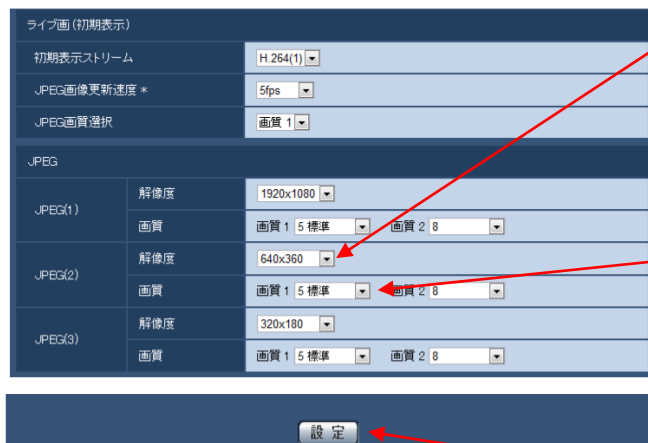 ライブ画(初期表示)
初期表示ストリーム H.264(1)
JPEG画像更新速度 * 5fps
JPEG画質選択 画質 1
JPEG
JPEG(1) 解像度 1920x1080
画質 画質 1 5 標準 画質 2 8
JPEG(2) 解像度 640x360
画質 画質 1 5 標準 画質 2 8
JPEG(3) 解像度 320x180
画質 画質 1 5 標準 画質 2 8
設 定